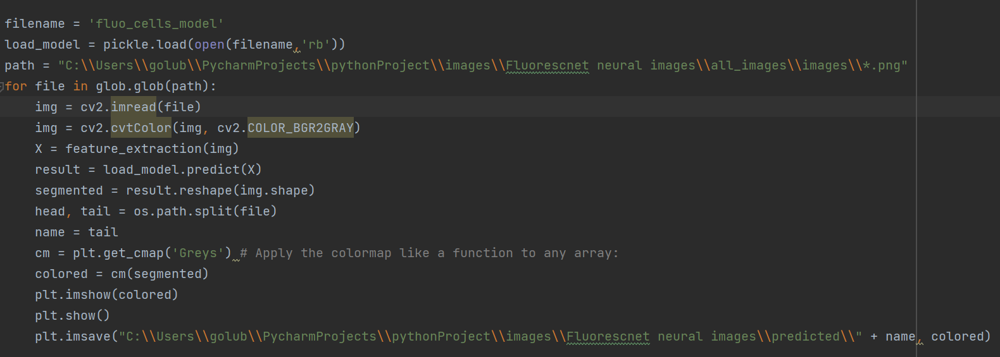 filename = 'fluo_cells_model'
load_model = pickle.load(open(filename,'rb'))
path = "C:\\Users\\golub\\PycharmProjects\\pythonProject\\images\\Fluorescnet neural images\\all_images\\images\\*.png"
for file in glob.glob(path):
    img = cv2.imread(file)
    img = cv2.cvtColor(img, cv2.COLOR_BGR2GRAY)
    X = feature_extraction(img)
    result = load_model.predict(X)
    segmented = result.reshape(img.shape)
    head, tail = os.path.split(file)
    name = tail
    cm = plt.get_cmap('Greys') # Apply the colormap like a function to any array:
    colored = cm(segmented)
    plt.imshow(colored)
    plt.show()
    plt.imsave("C:\\Users\\golub\\PycharmProjects\\pythonProject\\images\\Fluorescnet neural images\\predicted\\" + name, colored)